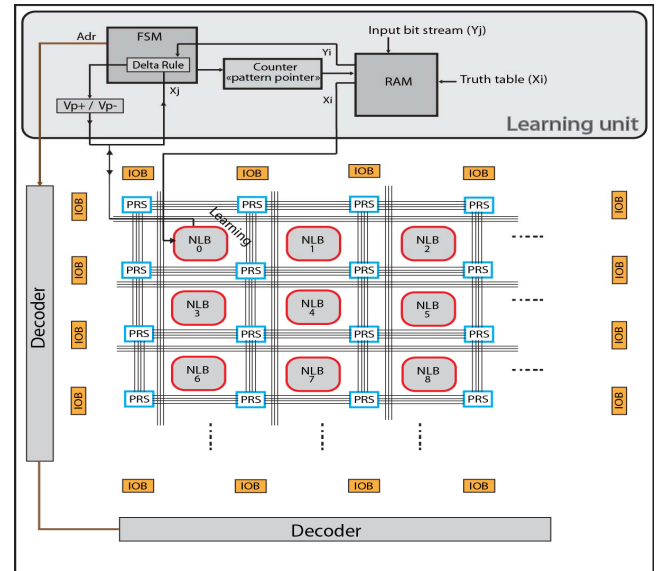 Adr
FSM
Delta Rule
Vp+ / Vp-
Xj
Yi
Counter
«pattern pointer»
Xi
Input bit stream (Yj)
RAM
Truth table (Xi)
Learning unit
IOB IOB IOB IOB
IOB PRS PRS PRS PRS IOB
Learning
NLB 0 NLB 1 NLB 2
IOB PRS PRS PRS PRS IOB
NLB 3 NLB 4 NLB 5
IOB PRS PRS PRS PRS IOB
NLB 6 NLB 7 NLB 8
IOB PRS PRS PRS PRS IOB
IOB IOB IOB IOB
Decoder
Decoder